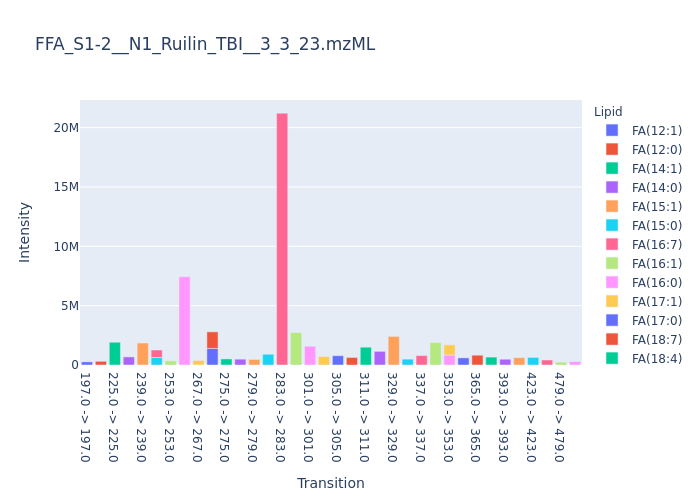 FFA_S1-2__N1_Ruilin_TBI__3_3_23.mzML
Lipid
FA(12:1)
FA(12:0)
FA(14:1)
FA(14:0)
FA(15:1)
FA(15:0)
FA(16:7)
FA(16:1)
FA(16:0)
FA(17:1)
FA(17:0)
FA(18:7)
FA(18:4)
Intensity
20M
15M
10M
5M
0
197.0 -> 197.0
225.0 -> 225.0
239.0 -> 239.0
253.0 -> 253.0
267.0 -> 267.0
275.0 -> 275.0
279.0 -> 279.0
283.0 -> 283.0
301.0 -> 301.0
305.0 -> 305.0
311.0 -> 311.0
329.0 -> 329.0
337.0 -> 337.0
353.0 -> 353.0
365.0 -> 365.0
393.0 -> 393.0
423.0 -> 423.0
479.0 -> 479.0
Transition